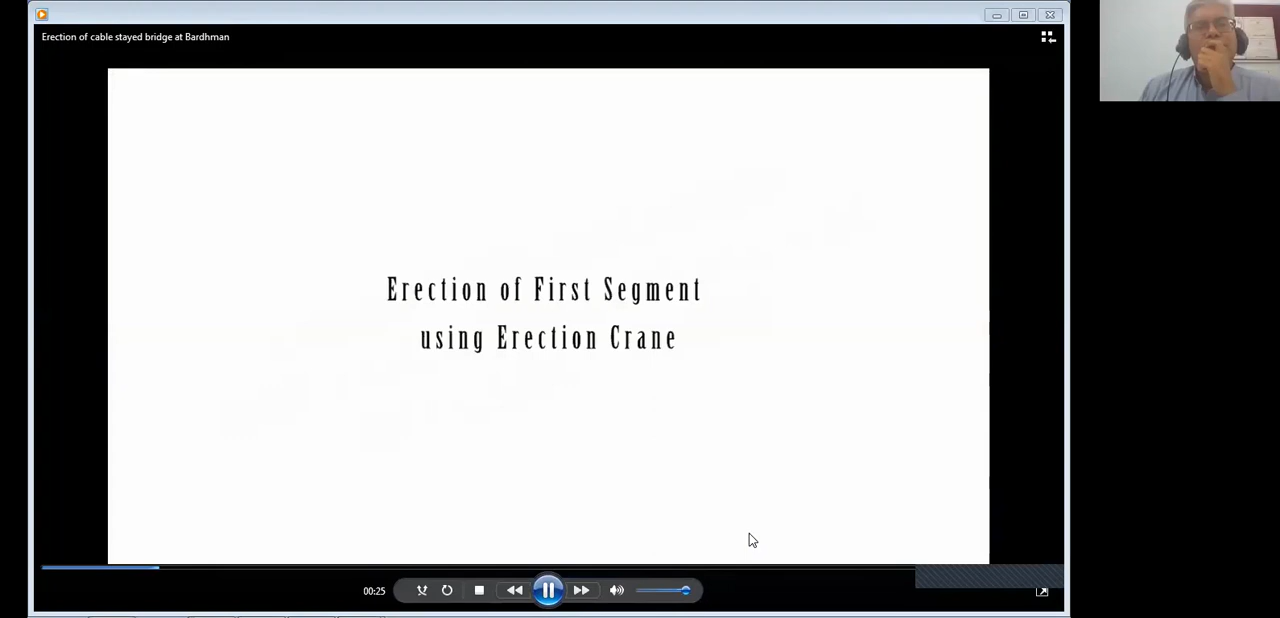 Erection of cable stayed bridge at Bardhman
Erection of First Segment
using Erection Crane
00:25